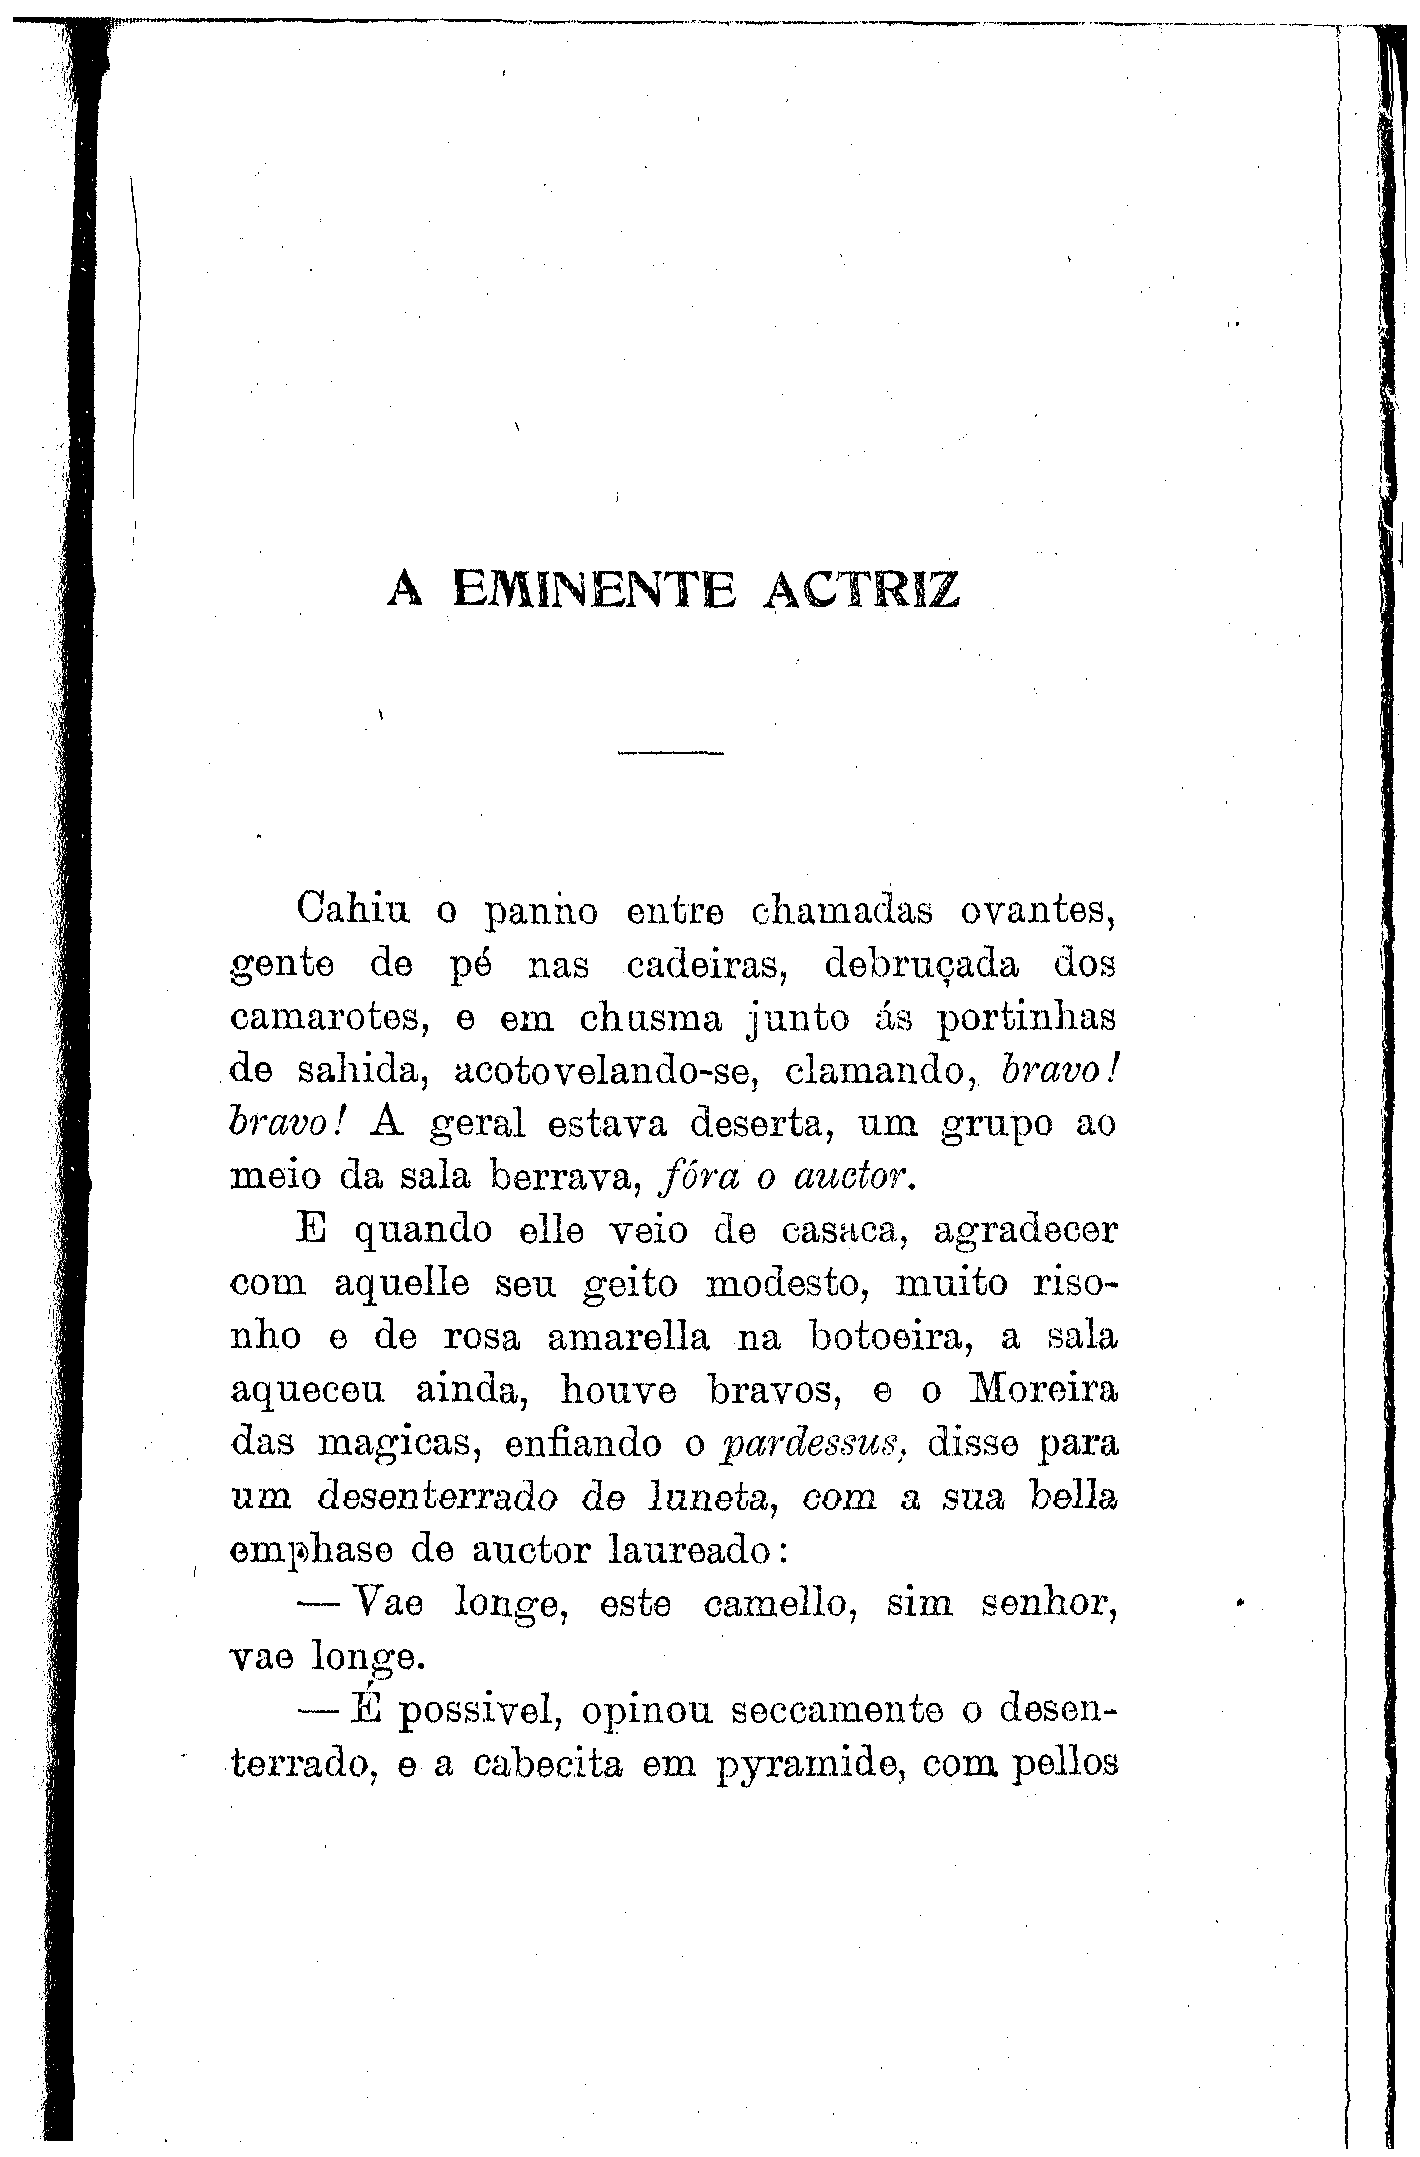 A EMINENTE ACTRIZ
Cahiu o panno entre chamadas ovantes,
gente de pé nas cadeiras, debruçada dos
camarotes, e em chusma junto ás portinhas
de sahida, acotovelando-se, clamando, bravo!
bravo! A geral estava deserta, um grupo ao
meio da sala berrava, fóra o auctor.
E quando elle veio de casaca, agradecer
com aquelle seu geito modesto, muito riso-
nho e de rosa amarella na botoeira, a sala
aqueceu ainda, houve bravos, e o Moreira
das magicas, enfiando o pardessus, disse para
um desenterrado de luneta, com a sua bella
emphase de auctor laureado:
— Vae longe, este camello, sim senhor,
vae longe.
— É possivel, opinou seccamente o desen-
terrado, e a cabecita em pyramide, com pellos